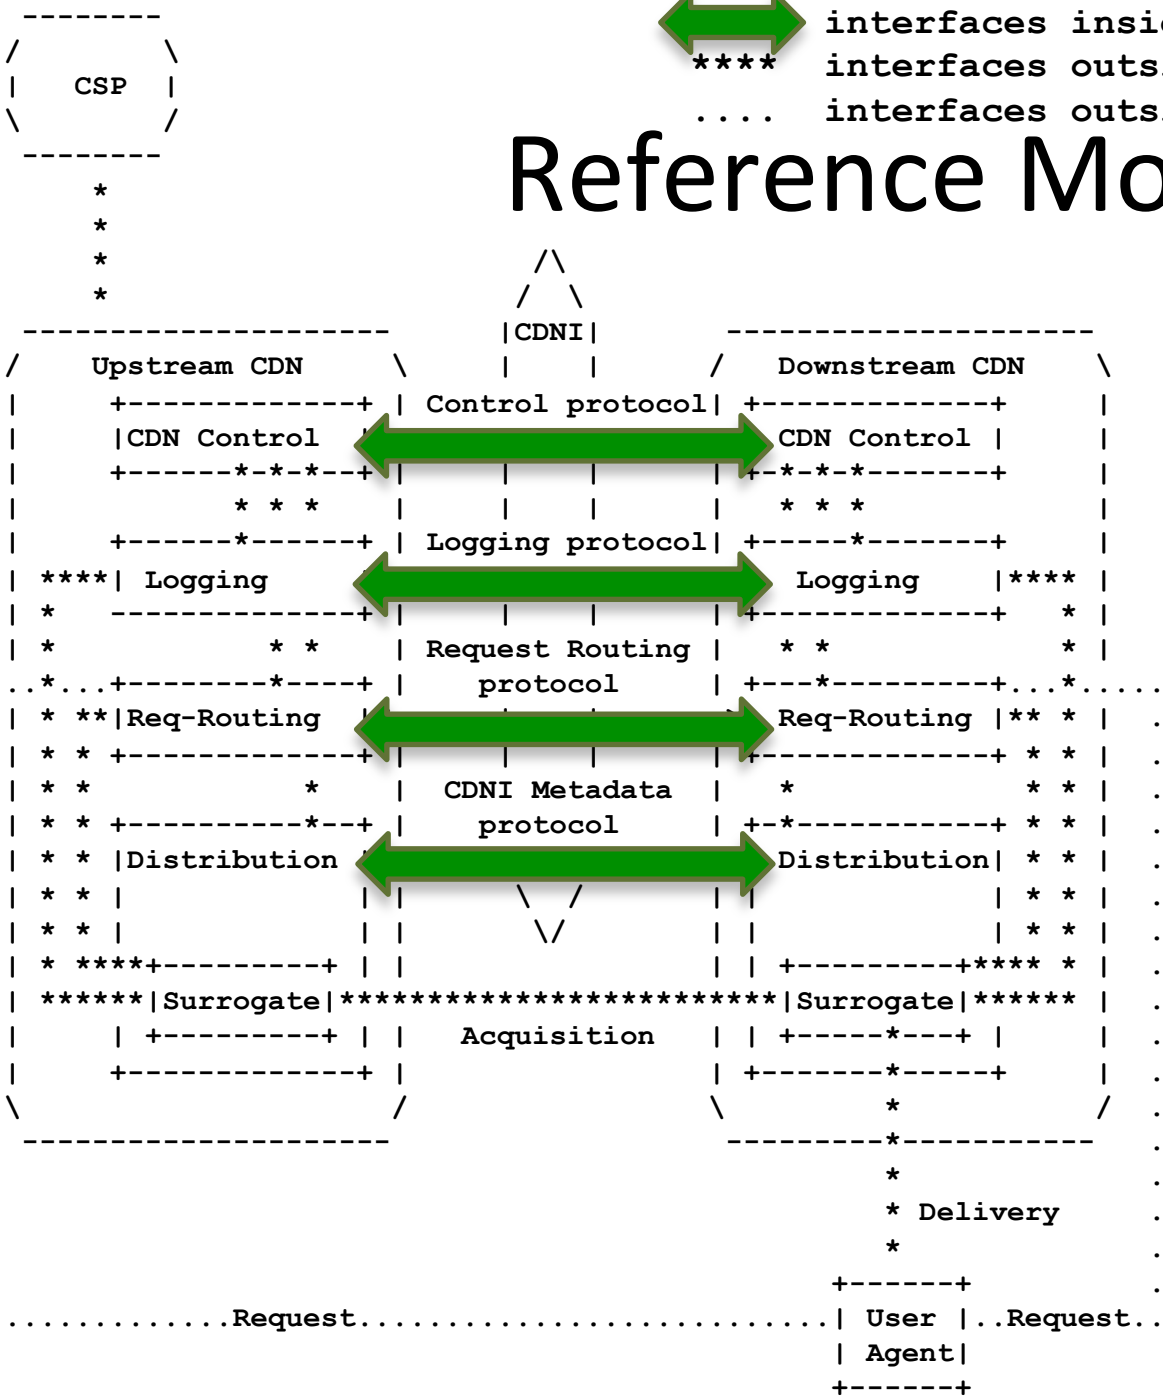 CSP
interfaces insi
**** interfaces outs
.... interfaces outs
Reference Mo
CDNI
Upstream CDN
Downstream CDN
Control protocol
CDN Control
CDN Control
Logging protocol
Logging
Logging
Request Routing
protocol
Req-Routing
Req-Routing
CDNI Metadata
protocol
Distribution
Distribution
Surrogate
Surrogate
Acquisition
Delivery
Request
User
Request
Agent